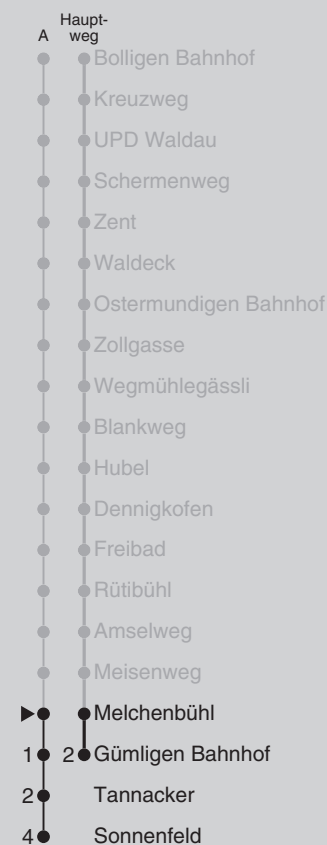 A Haupt-
weg
Bolligen Bahnhof
Kreuzweg
UPD Waldau
Schermenweg
Zent
Waldeck
Ostermundigen Bahnhof
Zollgasse
Wegmühlegässli
Blankweg
Hubel
Dennigkofen
Freibad
Rütibühl
Amselweg
Meisenweg
Melchenbühl
1 2 Gümligen Bahnhof
2 Tannacker
4 Sonnenfeld